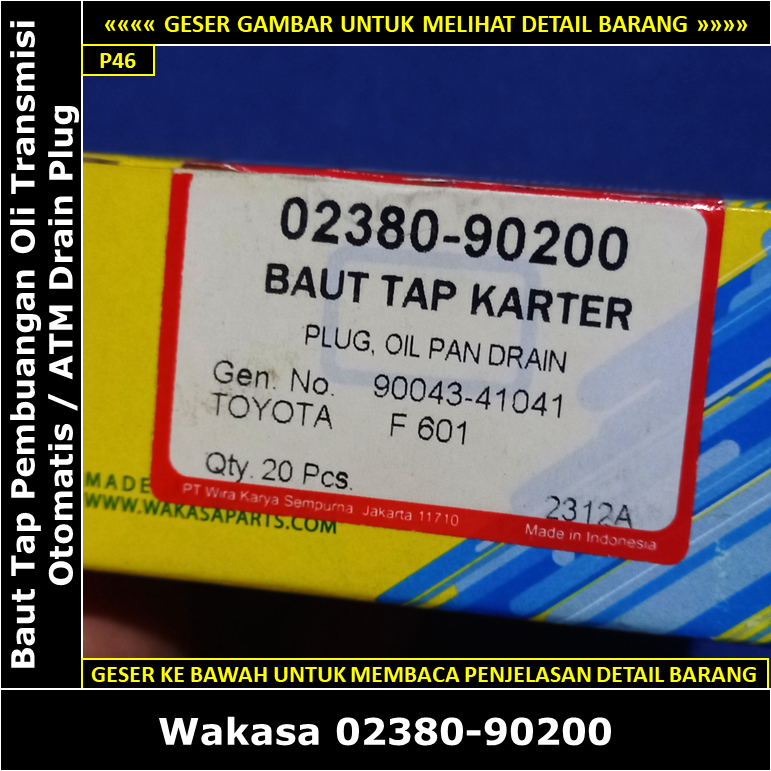 «««« GESER GAMBAR UNTUK MELIHAT DETAIL BARANG »»»»
P46
Baut Tap Pembuangan Oli Transmisi
Otomatis / ATM Drain Plug
02380-90200
BAUT TAP KARTER
PLUG, OIL PAN DRAIN
Gen. No. 90043-41041
TOYOTA F 601
Qty. 20 Pcs.
2312A
PT Wira Karya Sempurna Jakarta 11710
Made in Indonesia
MADE
WWW.WAKASAPARTS.COM
GESER KE BAWAH UNTUK MEMBACA PENJELASAN DETAIL BARANG
Wakasa 02380-90200